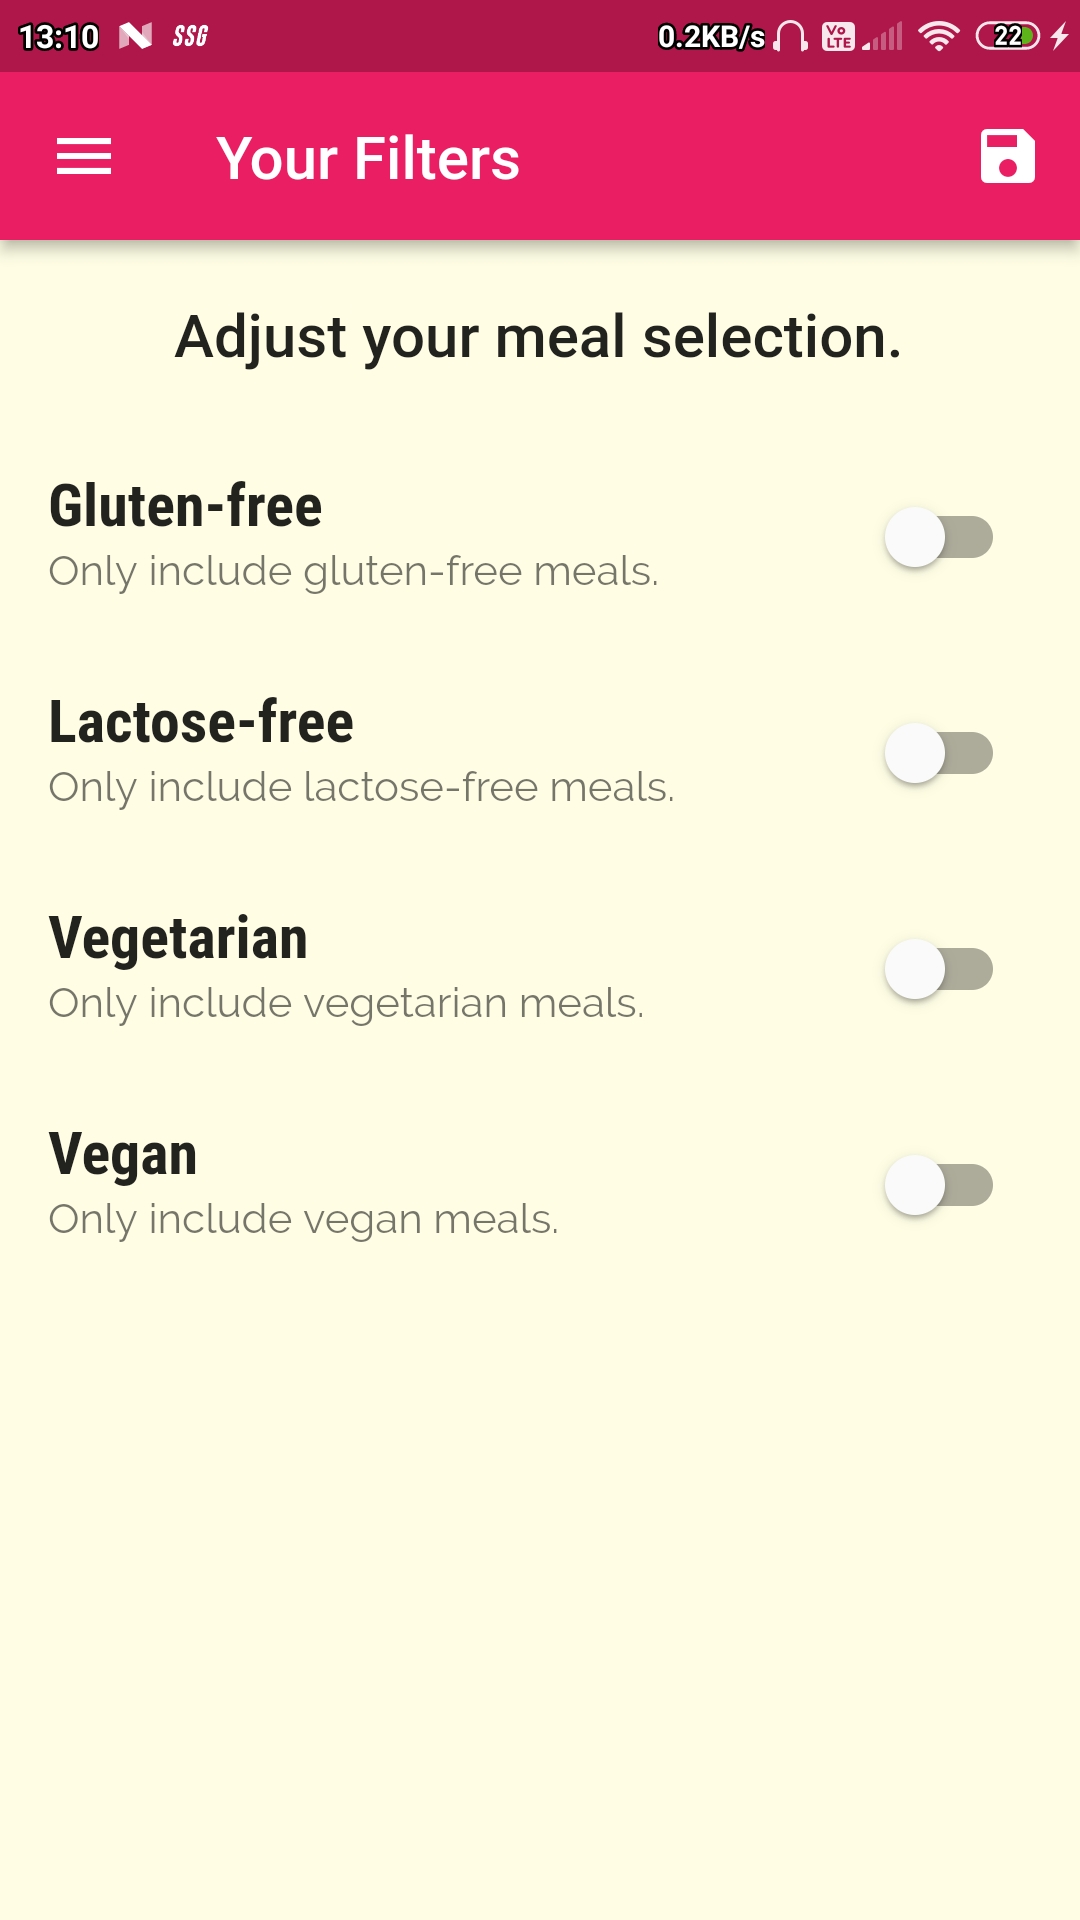 13:10 N SSG 0.2KB/s Vo LTE 22
Your Filters
Adjust your meal selection.
Gluten-free
Only include gluten-free meals.
Lactose-free
Only include lactose-free meals.
Vegetarian
Only include vegetarian meals.
Vegan
Only include vegan meals.